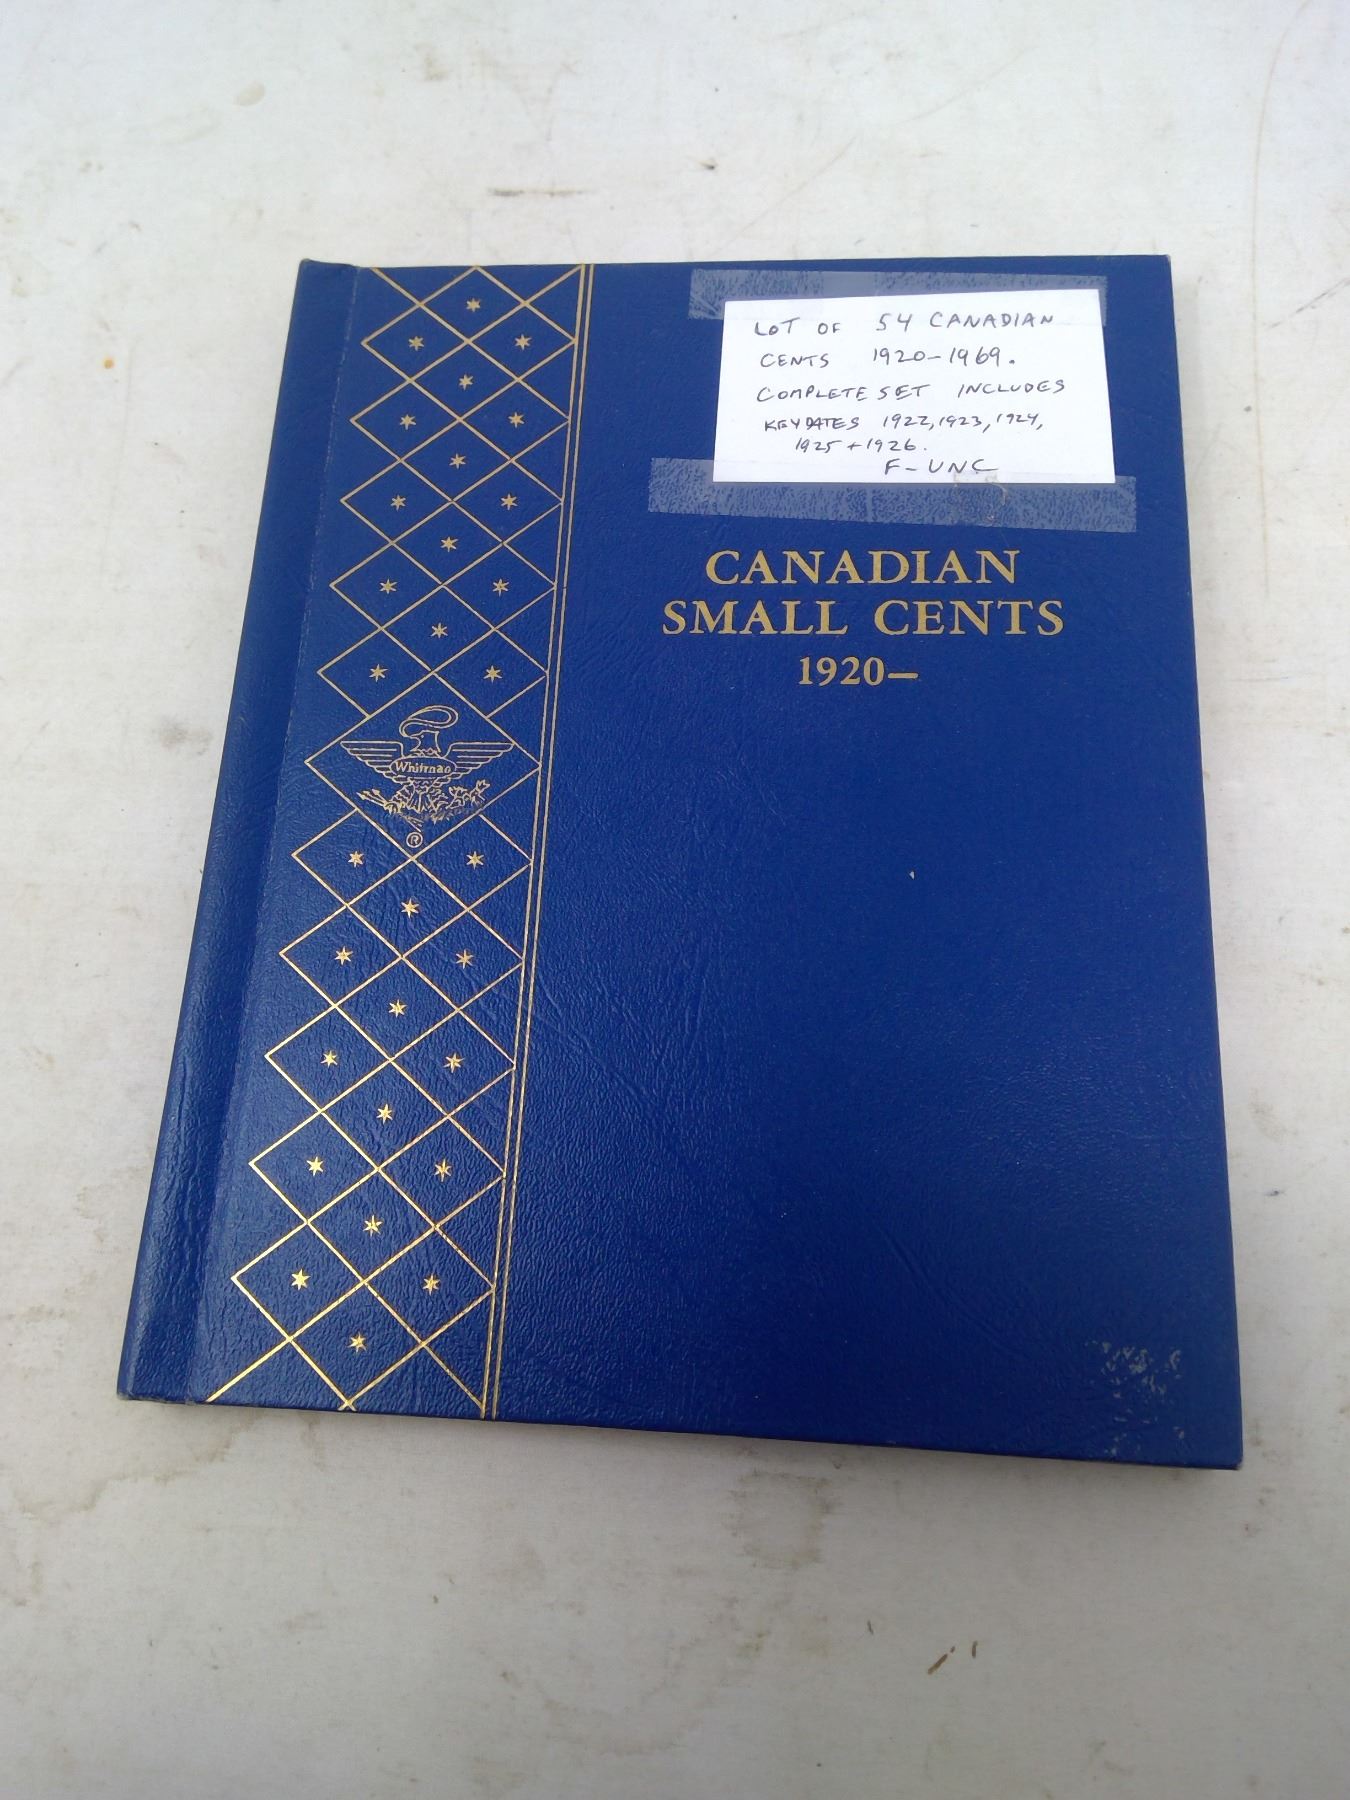 LOT OF 54 CANADIAN
CENTS 1920-1969.
COMPLETE SET INCLUDES
KEYDATES 1922, 1923, 1924,
1925 + 1926.
F - UNC
CANADIAN
SMALL CENTS
1920—
Whitman
®